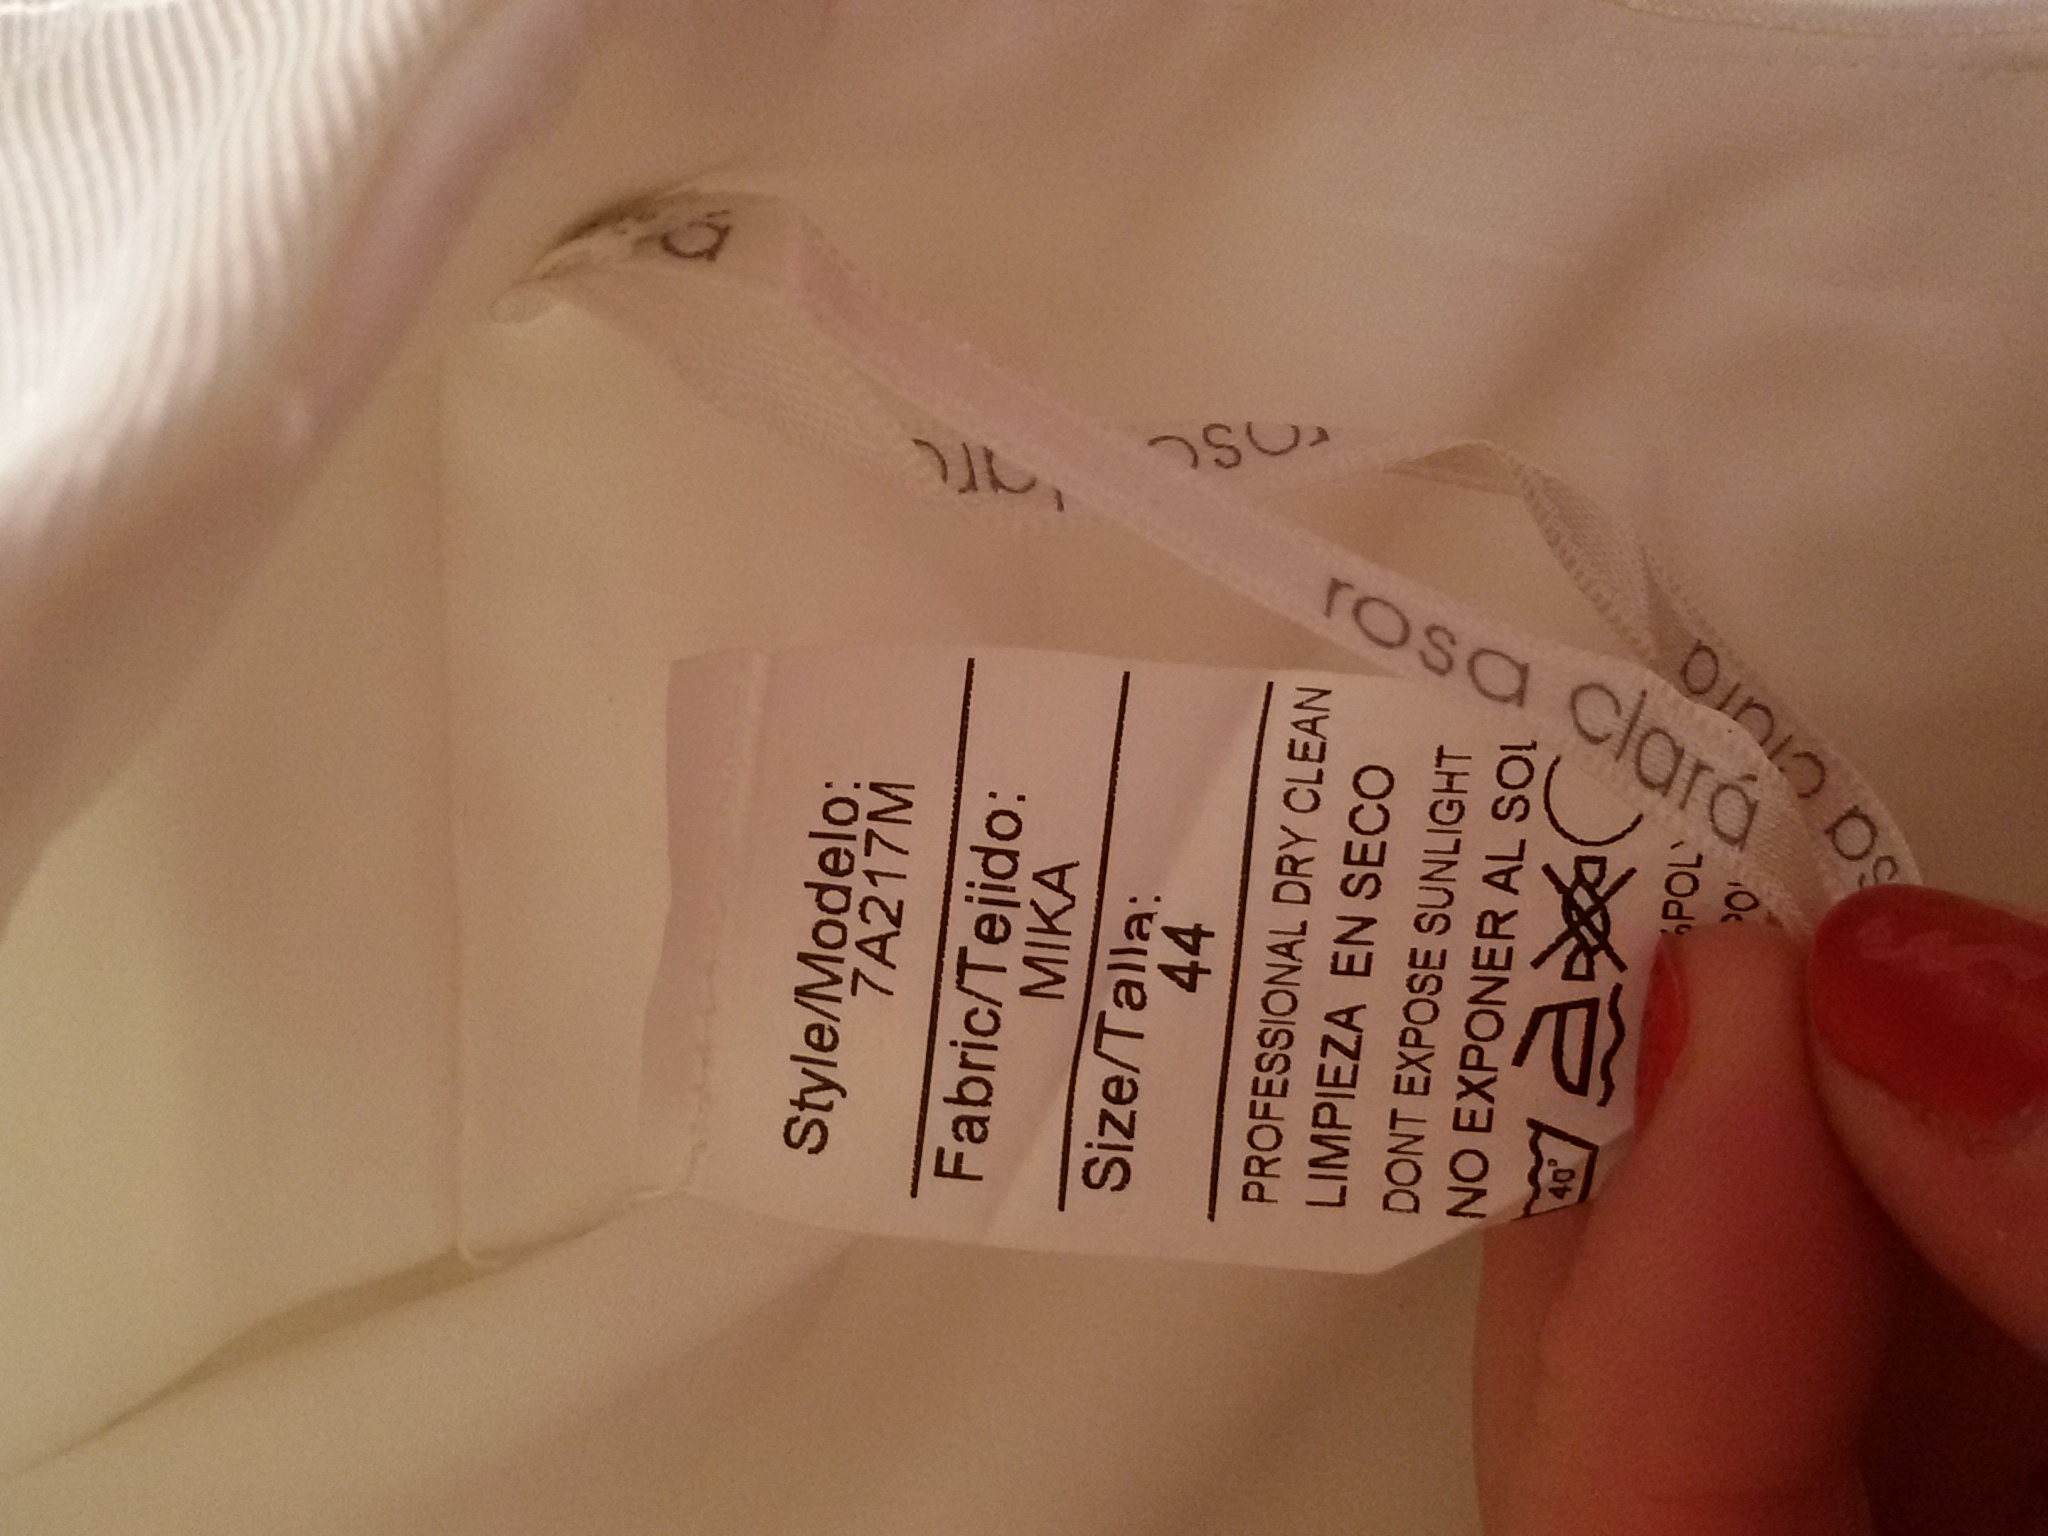 Style/Modelo:
7A217M
Fabric/Tejido:
MIKA
Size/Talla:
44
PROFESSIONAL DRY CLEAN
LIMPIEZA EN SECO
DONT EXPOSE SUNLIGHT
NO EXPONER AL SOL
40°
rosa clará